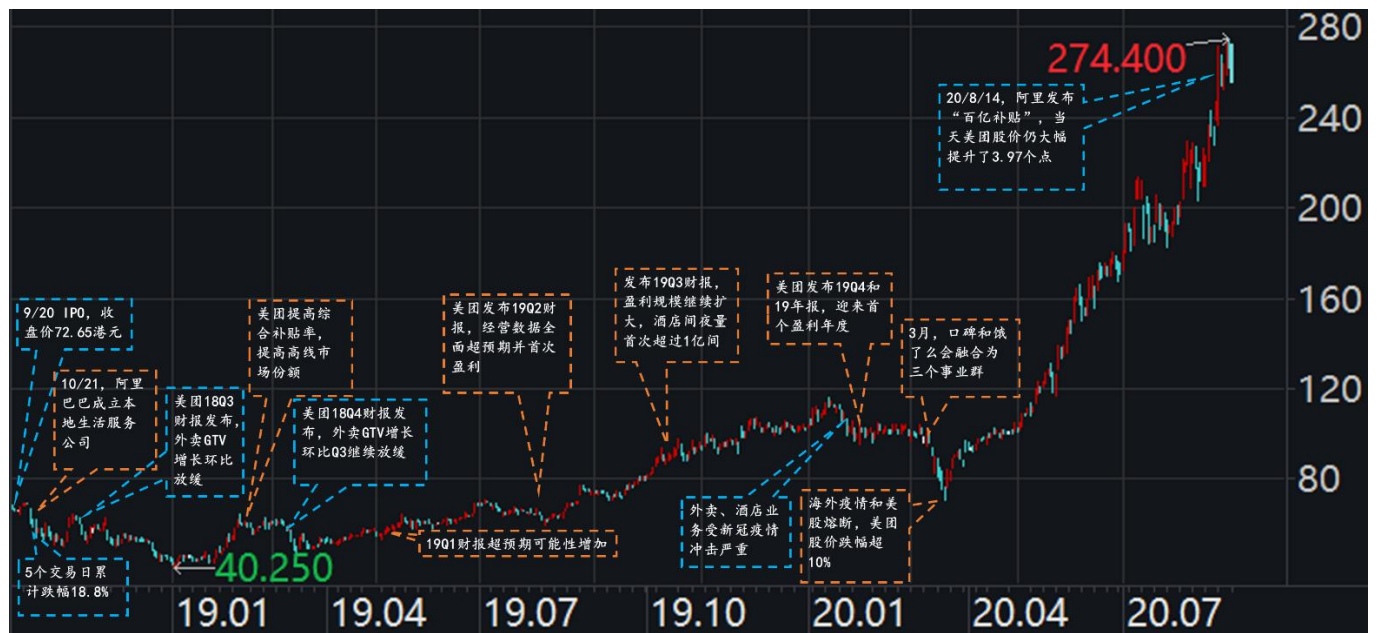 280
274.400
20/8/14, 阿里发布
“百亿补贴”, 当
天美团股价仍大幅
提升了3.97个点
240
200
160
120
80
9/20 IPO, 收
盘价72.65港元
10/21, 阿里
巴巴成立本
地生活服务
公司
5个交易日累
计跌幅18.8%
美团18Q3
财报发布,
外卖GTV
增长环比
放缓
美团提高综
合补贴率,
提高高线市
场份额
美团18Q4财报发
布, 外卖GTV增长
环比Q3继续放缓
40.250
19Q1财报超预期可能性增加
美团发布19Q2财
报, 经营数据全
面超预期并首次
盈利
发布19Q3财报,
盈利规模继续扩
大, 酒店间夜量
首次超过1亿间
美团发布19Q4和
19年报, 迎来首
个盈利年度
外卖、酒店业
务受新冠疫情
冲击严重
3月, 口碑和饿
了么会融合为
三个事业群
海外疫情和美
股熔断, 美团
股价跌幅超
10%
19.01
19.04
19.07
19.10
20.01
20.04
20.07